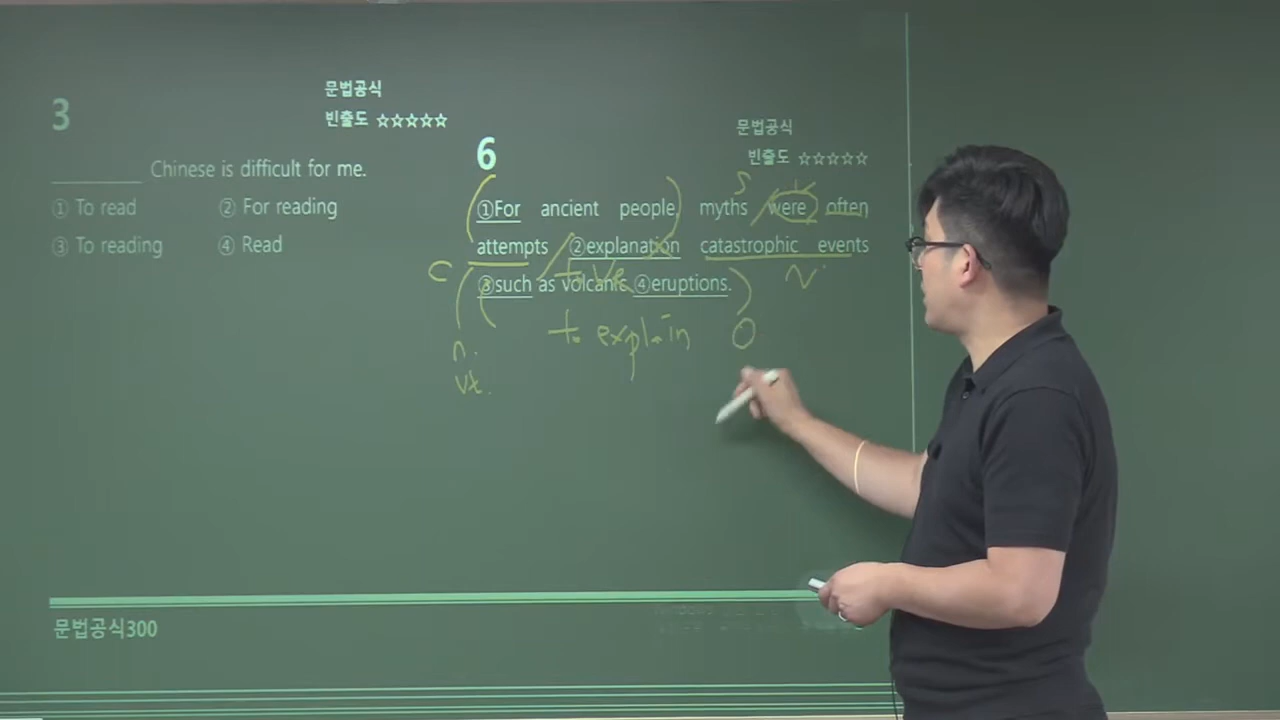 3
문법공식
빈출도 ☆☆☆☆☆
________ Chinese is difficult for me.
① To read ② For reading
③ To reading ④ Read
6
문법공식
빈출도 ☆☆☆☆☆
S V
①For ancient people myths were often
attempts ②explanation catastrophic events
C to N
③such as volcanic ④eruptions.
to explain O
n.
vt.
문법공식300